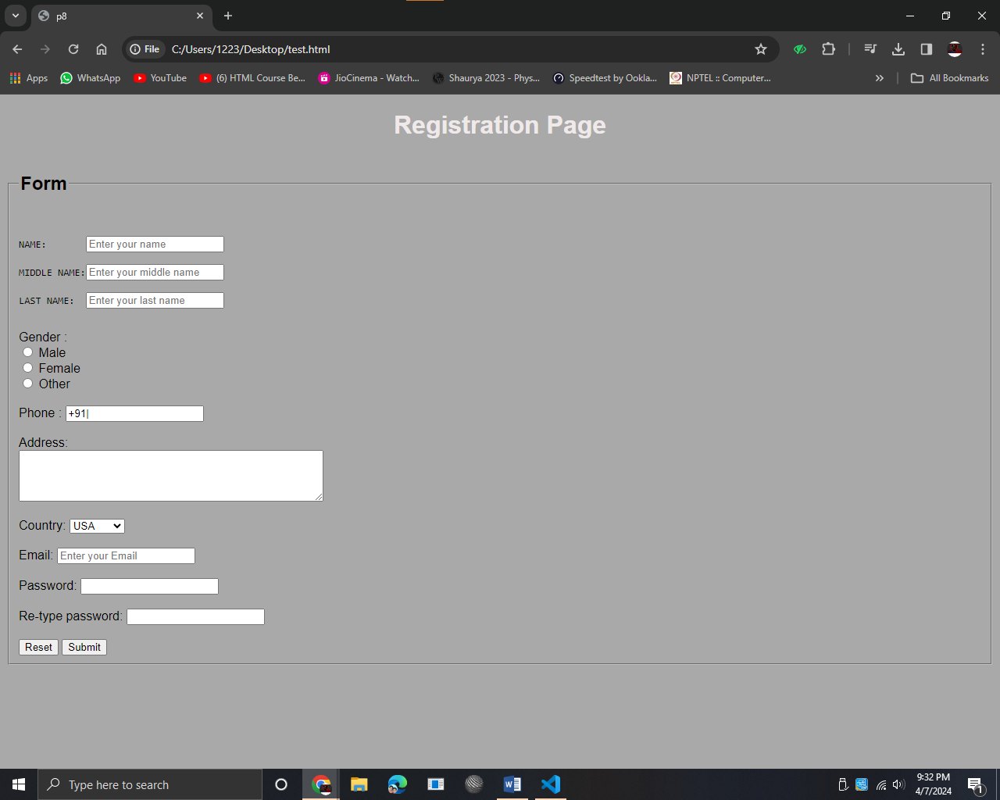 p8
File C:/Users/1223/Desktop/test.html
Apps WhatsApp YouTube (6) HTML Course Be... JioCinema - Watch... Shaurya 2023 - Phys... Speedtest by Ookla... NPTEL :: Computer... All Bookmarks
Registration Page
Form
NAME: Enter your name
MIDDLE NAME: Enter your middle name
LAST NAME: Enter your last name
Gender :
Male
Female
Other
Phone : +91
Address:
Country: USA
Email: Enter your Email
Password:
Re-type password:
Reset Submit
Type here to search
9:32 PM
4/7/2024
1